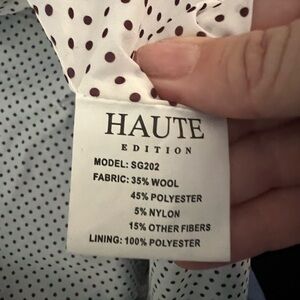 HAUTE
EDITION
MODEL: SG202
FABRIC: 35% WOOL
45% POLYESTER
5% NYLON
15% OTHER FIBERS
LINING: 100% POLYESTER